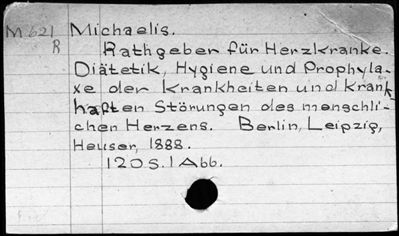 M.621 Michaelis.
R Rathgeber für Herzkranke.
Diätetik, Hygiene und Prophyla-
xe der Krankheiten und krank-
haften Störungen des menschli-
chen Herzens. Berlin, Leipzig,
Heuser, 1888.
120 S. 1 Abb.